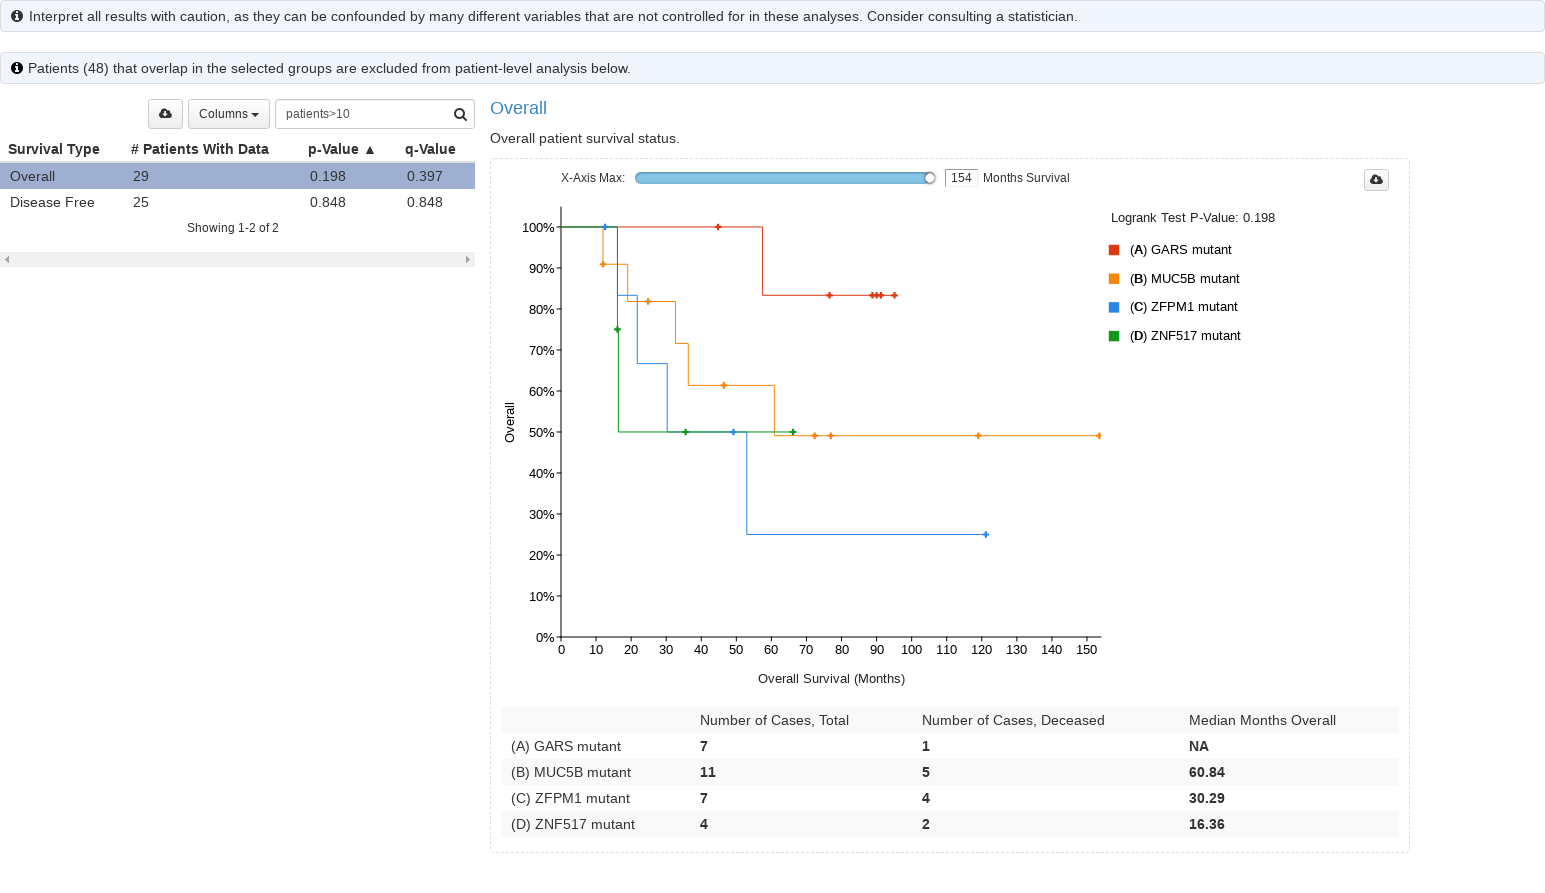 Interpret all results with caution, as they can be confounded by many different variables that are not controlled for in these analyses. Consider consulting a statistician.
Patients (48) that overlap in the selected groups are excluded from patient-level analysis below.
Columns
patients>10
Survival Type # Patients With Data p-Value ▲ q-Value
Overall 29 0.198 0.397
Disease Free 25 0.848 0.848
Showing 1-2 of 2
Overall
Overall patient survival status.
X-Axis Max: 154 Months Survival
Logrank Test P-Value: 0.198
(A) GARS mutant
(B) MUC5B mutant
(C) ZFPM1 mutant
(D) ZNF517 mutant
100%
90%
80%
70%
60%
50%
40%
30%
20%
10%
0%
Overall
0 10 20 30 40 50 60 70 80 90 100 110 120 130 140 150
Overall Survival (Months)
Number of Cases, Total Number of Cases, Deceased Median Months Overall
(A) GARS mutant 7 1 NA
(B) MUC5B mutant 11 5 60.84
(C) ZFPM1 mutant 7 4 30.29
(D) ZNF517 mutant 4 2 16.36